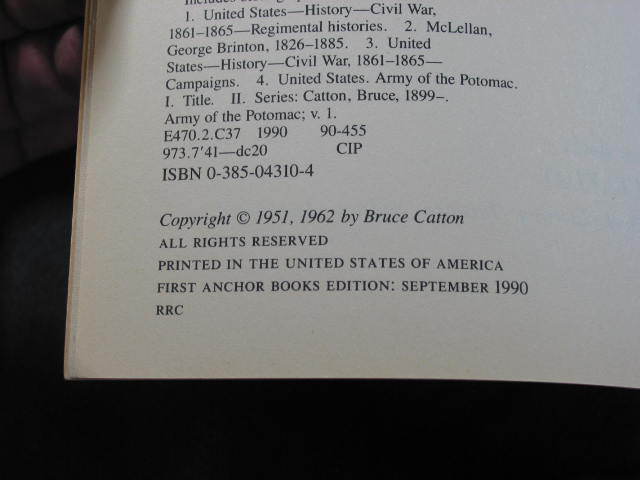 1. United States—History—Civil War,
1861–1865—Regimental histories. 2. McLellan,
George Brinton, 1826–1885. 3. United
States—History—Civil War, 1861–1865—
Campaigns. 4. United States. Army of the Potomac.
I. Title. II. Series: Catton, Bruce, 1899–.
Army of the Potomac; v. 1.
E470.2.C37 1990 90-455
973.7'41—dc20 CIP
ISBN 0-385-04310-4
Copyright © 1951, 1962 by Bruce Catton
ALL RIGHTS RESERVED
PRINTED IN THE UNITED STATES OF AMERICA
FIRST ANCHOR BOOKS EDITION: SEPTEMBER 1990
RRC